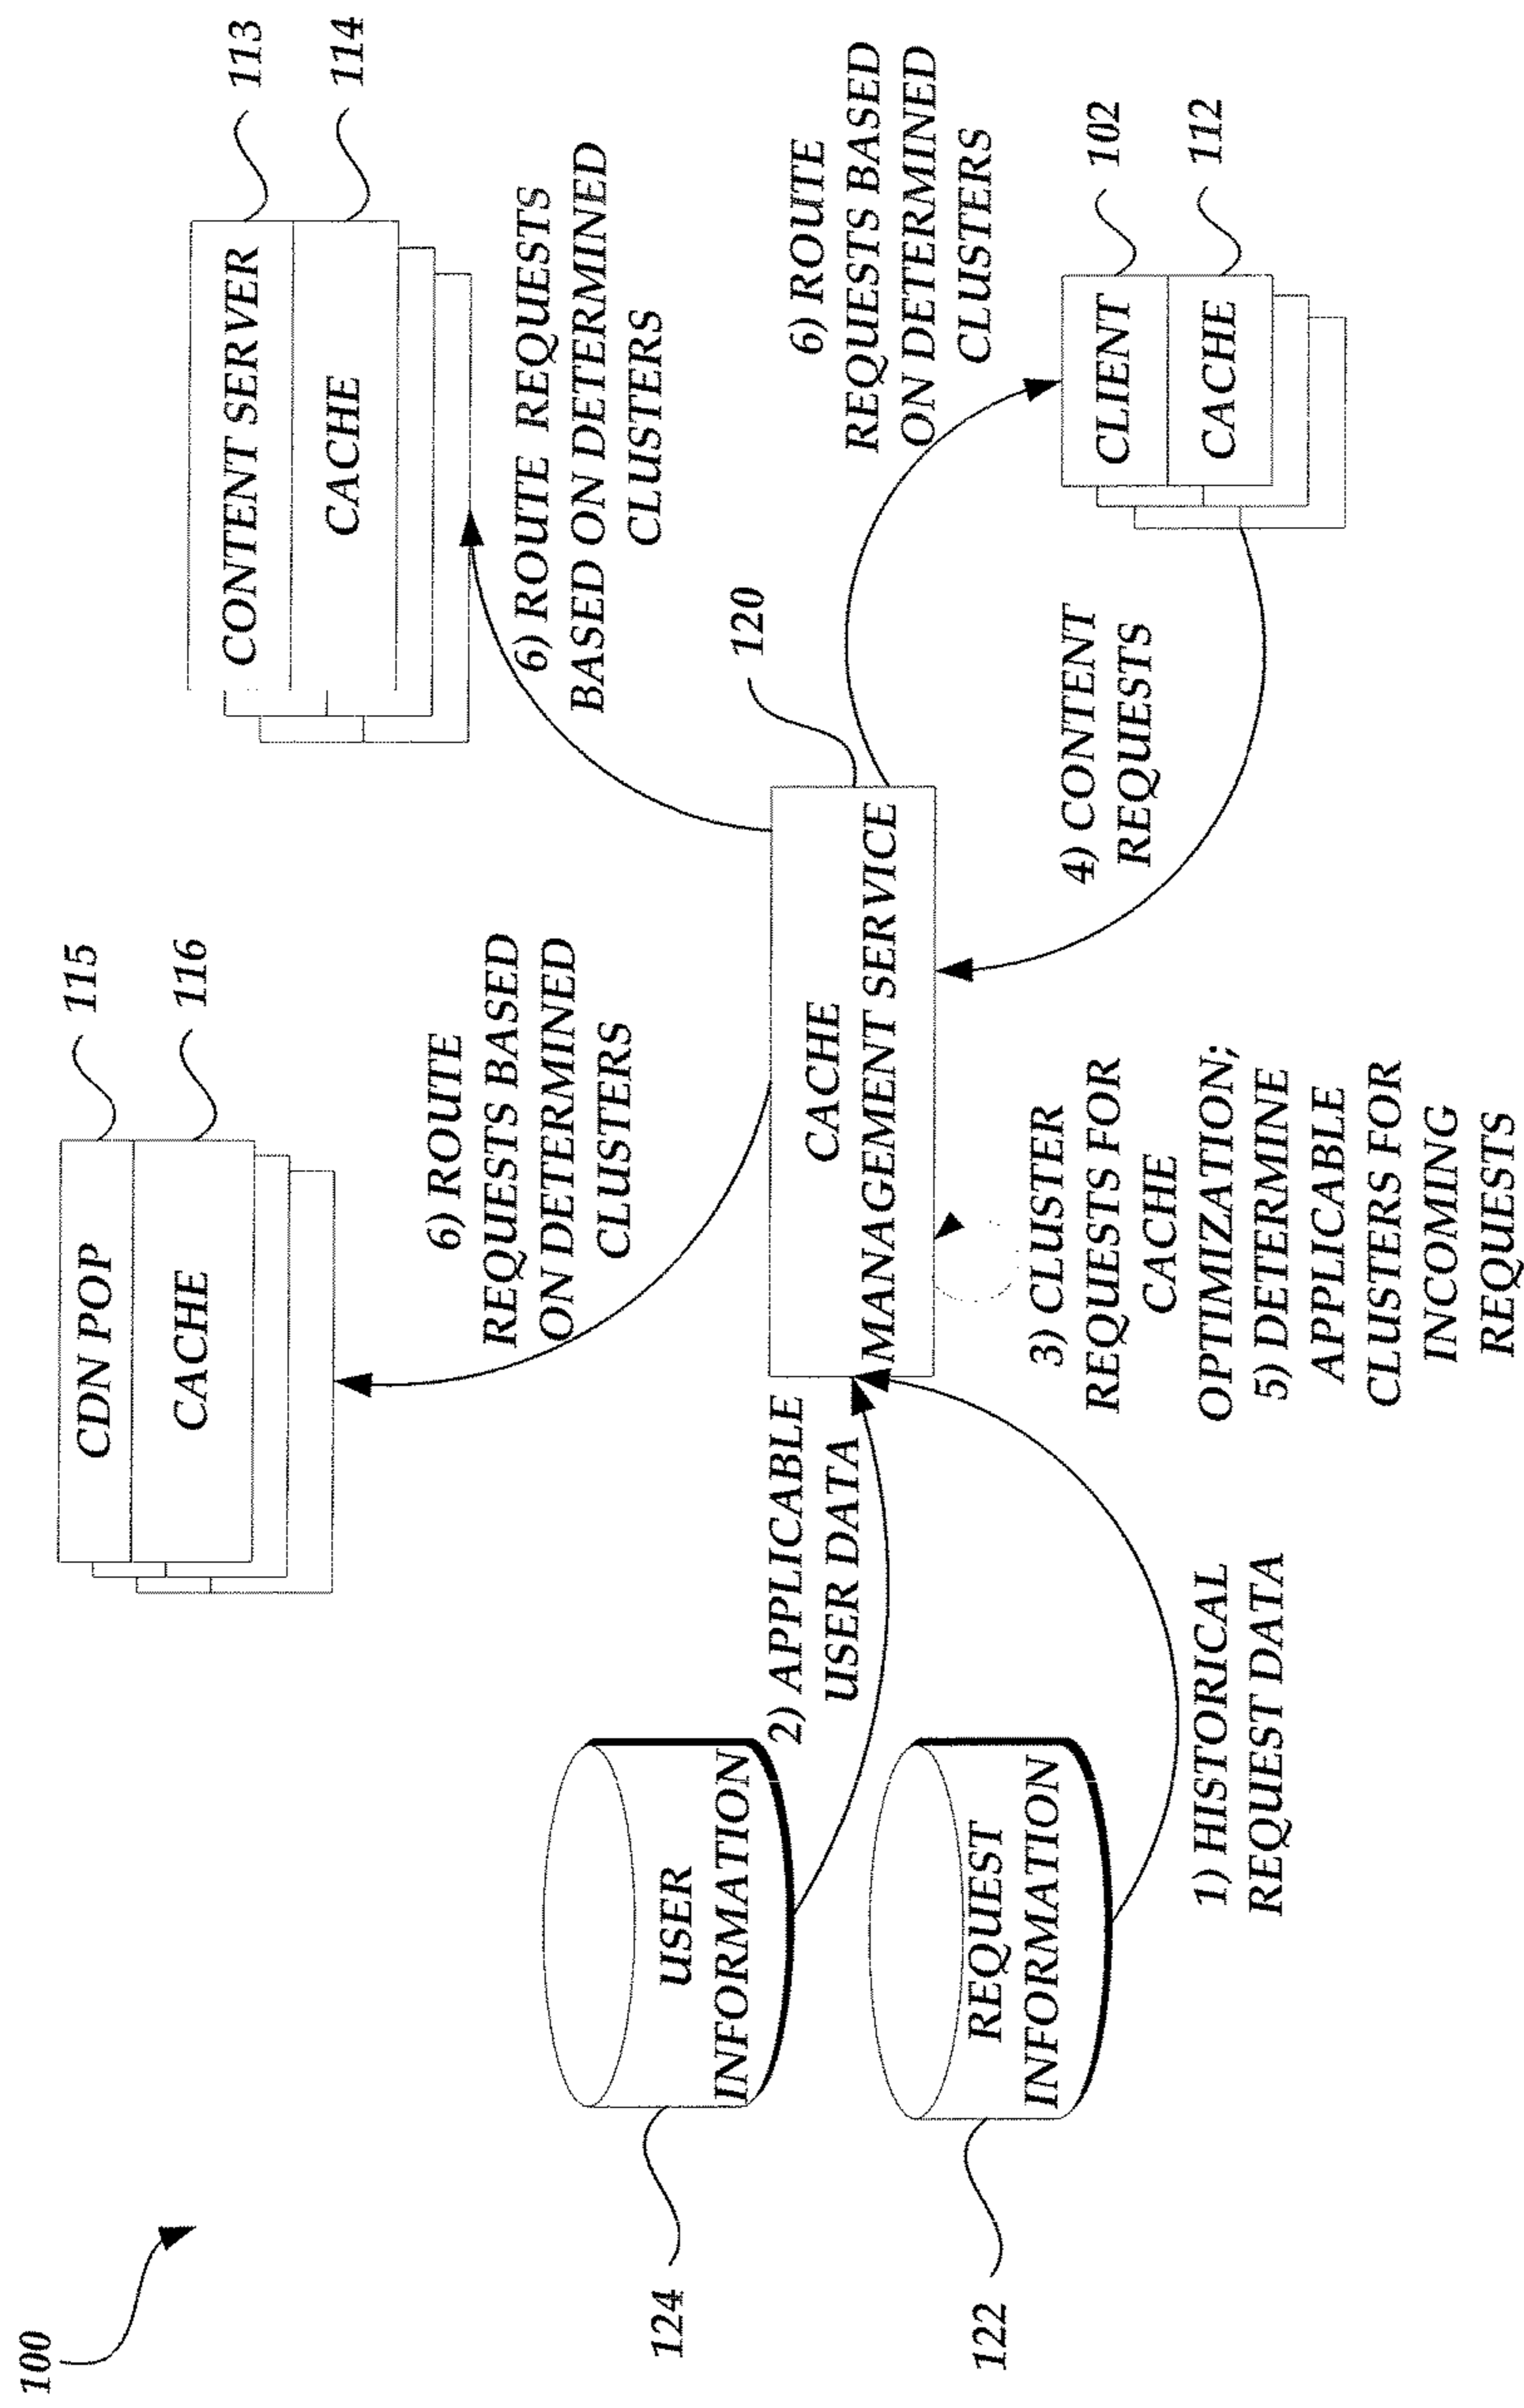 100
CDN POP
CACHE
115
116
CONTENT SERVER
CACHE
113
114
6) ROUTE
REQUESTS BASED
ON DETERMINED
CLUSTERS
6) ROUTE REQUESTS
BASED ON DETERMINED
CLUSTERS
6) ROUTE
REQUESTS BASED
ON DETERMINED
CLUSTERS
120
CACHE
MANAGEMENT SERVICE
USER
INFORMATION
124
2) APPLICABLE
USER DATA
REQUEST
INFORMATION
122
1) HISTORICAL
REQUEST DATA
3) CLUSTER
REQUESTS FOR
CACHE
OPTIMIZATION;
5) DETERMINE
APPLICABLE
CLUSTERS FOR
INCOMING
REQUESTS
4) CONTENT
REQUESTS
CLIENT
CACHE
102
112